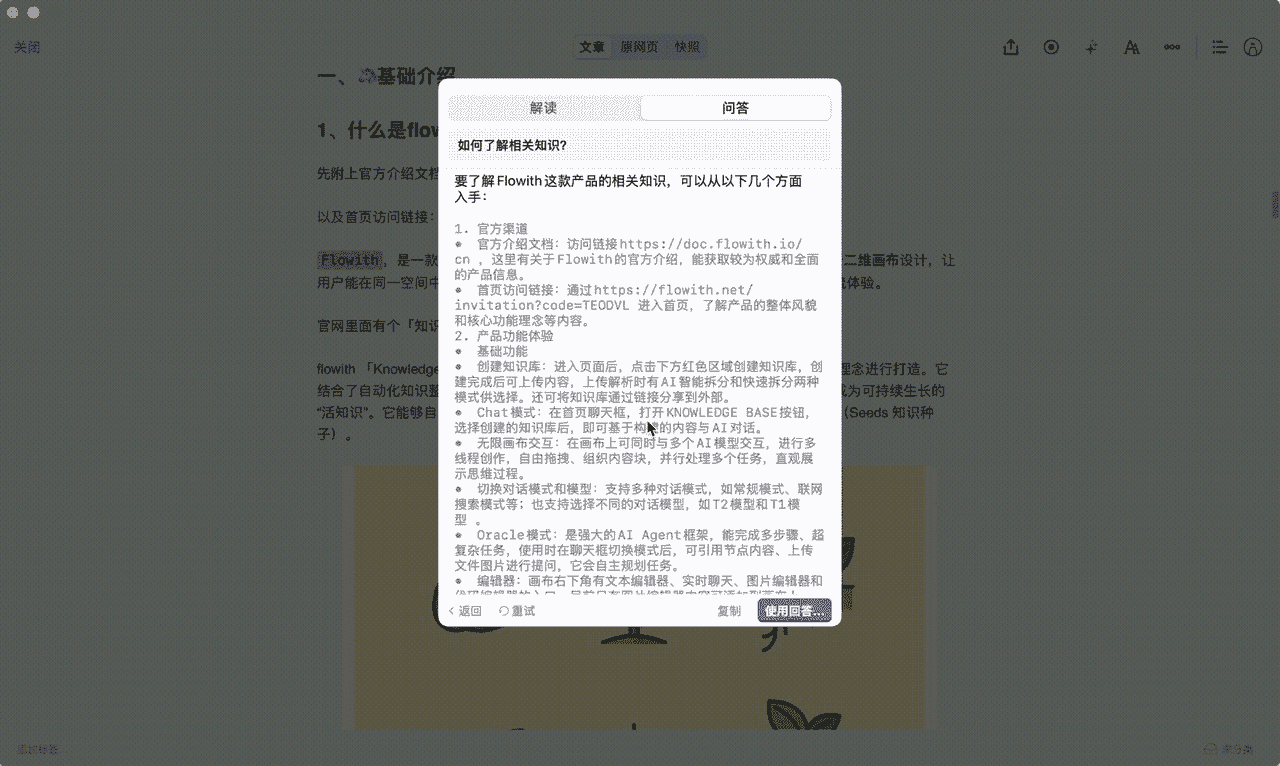 关闭
文章 原网页 快照
一、基础介绍
1、什么是flow
先附上官方介绍文档
以及首页访问链接：
Flowith，是一款
二维画布设计，让
用户能在同一空间中
体验。
官网里面有个「知识
flowith 「Knowledge
理念进行打造。它
结合了自动化知识整
成为可持续生长的
“活知识”。它能够自
（Seeds 知识种
子）。
解读 问答
如何了解相关知识?
要了解Flowith这款产品的相关知识，可以从以下几个方面
入手：
1. 官方渠道
• 官方介绍文档：访问链接https://doc.flowith.io/
cn ，这里有关于Flowith的官方介绍，能获取较为权威和全面
的产品信息。
• 首页访问链接：通过https://flowith.net/
invitation?code=TEODVL 进入首页，了解产品的整体风貌
和核心功能理念等内容。
2. 产品功能体验
• 基础功能
• 创建知识库：进入页面后，点击下方红色区域创建知识库，创
建完成后可上传内容，上传解析时有AI智能拆分和快速拆分两种
模式供选择。还可将知识库通过链接分享到外部。
• Chat模式：在首页聊天框，打开KNOWLEDGE BASE按钮，
选择创建的知识库后，即可基于构建的内容与AI对话。
• 无限画布交互：在画布上可同时与多个AI模型交互，进行多
线程创作，自由拖拽、组织内容块，并行处理多个任务，直观展
示思维过程。
• 切换对话模式和模型：支持多种对话模式，如常规模式、联网
搜索模式等；也支持选择不同的对话模型，如T2模型和T1模
型 。
• Oracle模式：是强大的AI Agent框架，能完成多步骤、超
复杂任务，使用时在聊天框切换模式后，可引用节点内容、上传
文件图片进行提问，它会自主规划任务。
• 编辑器：画布右下角有文本编辑器、实时聊天、图片编辑器和
返回 重试 复制 使用回答...
添加标签
未分类